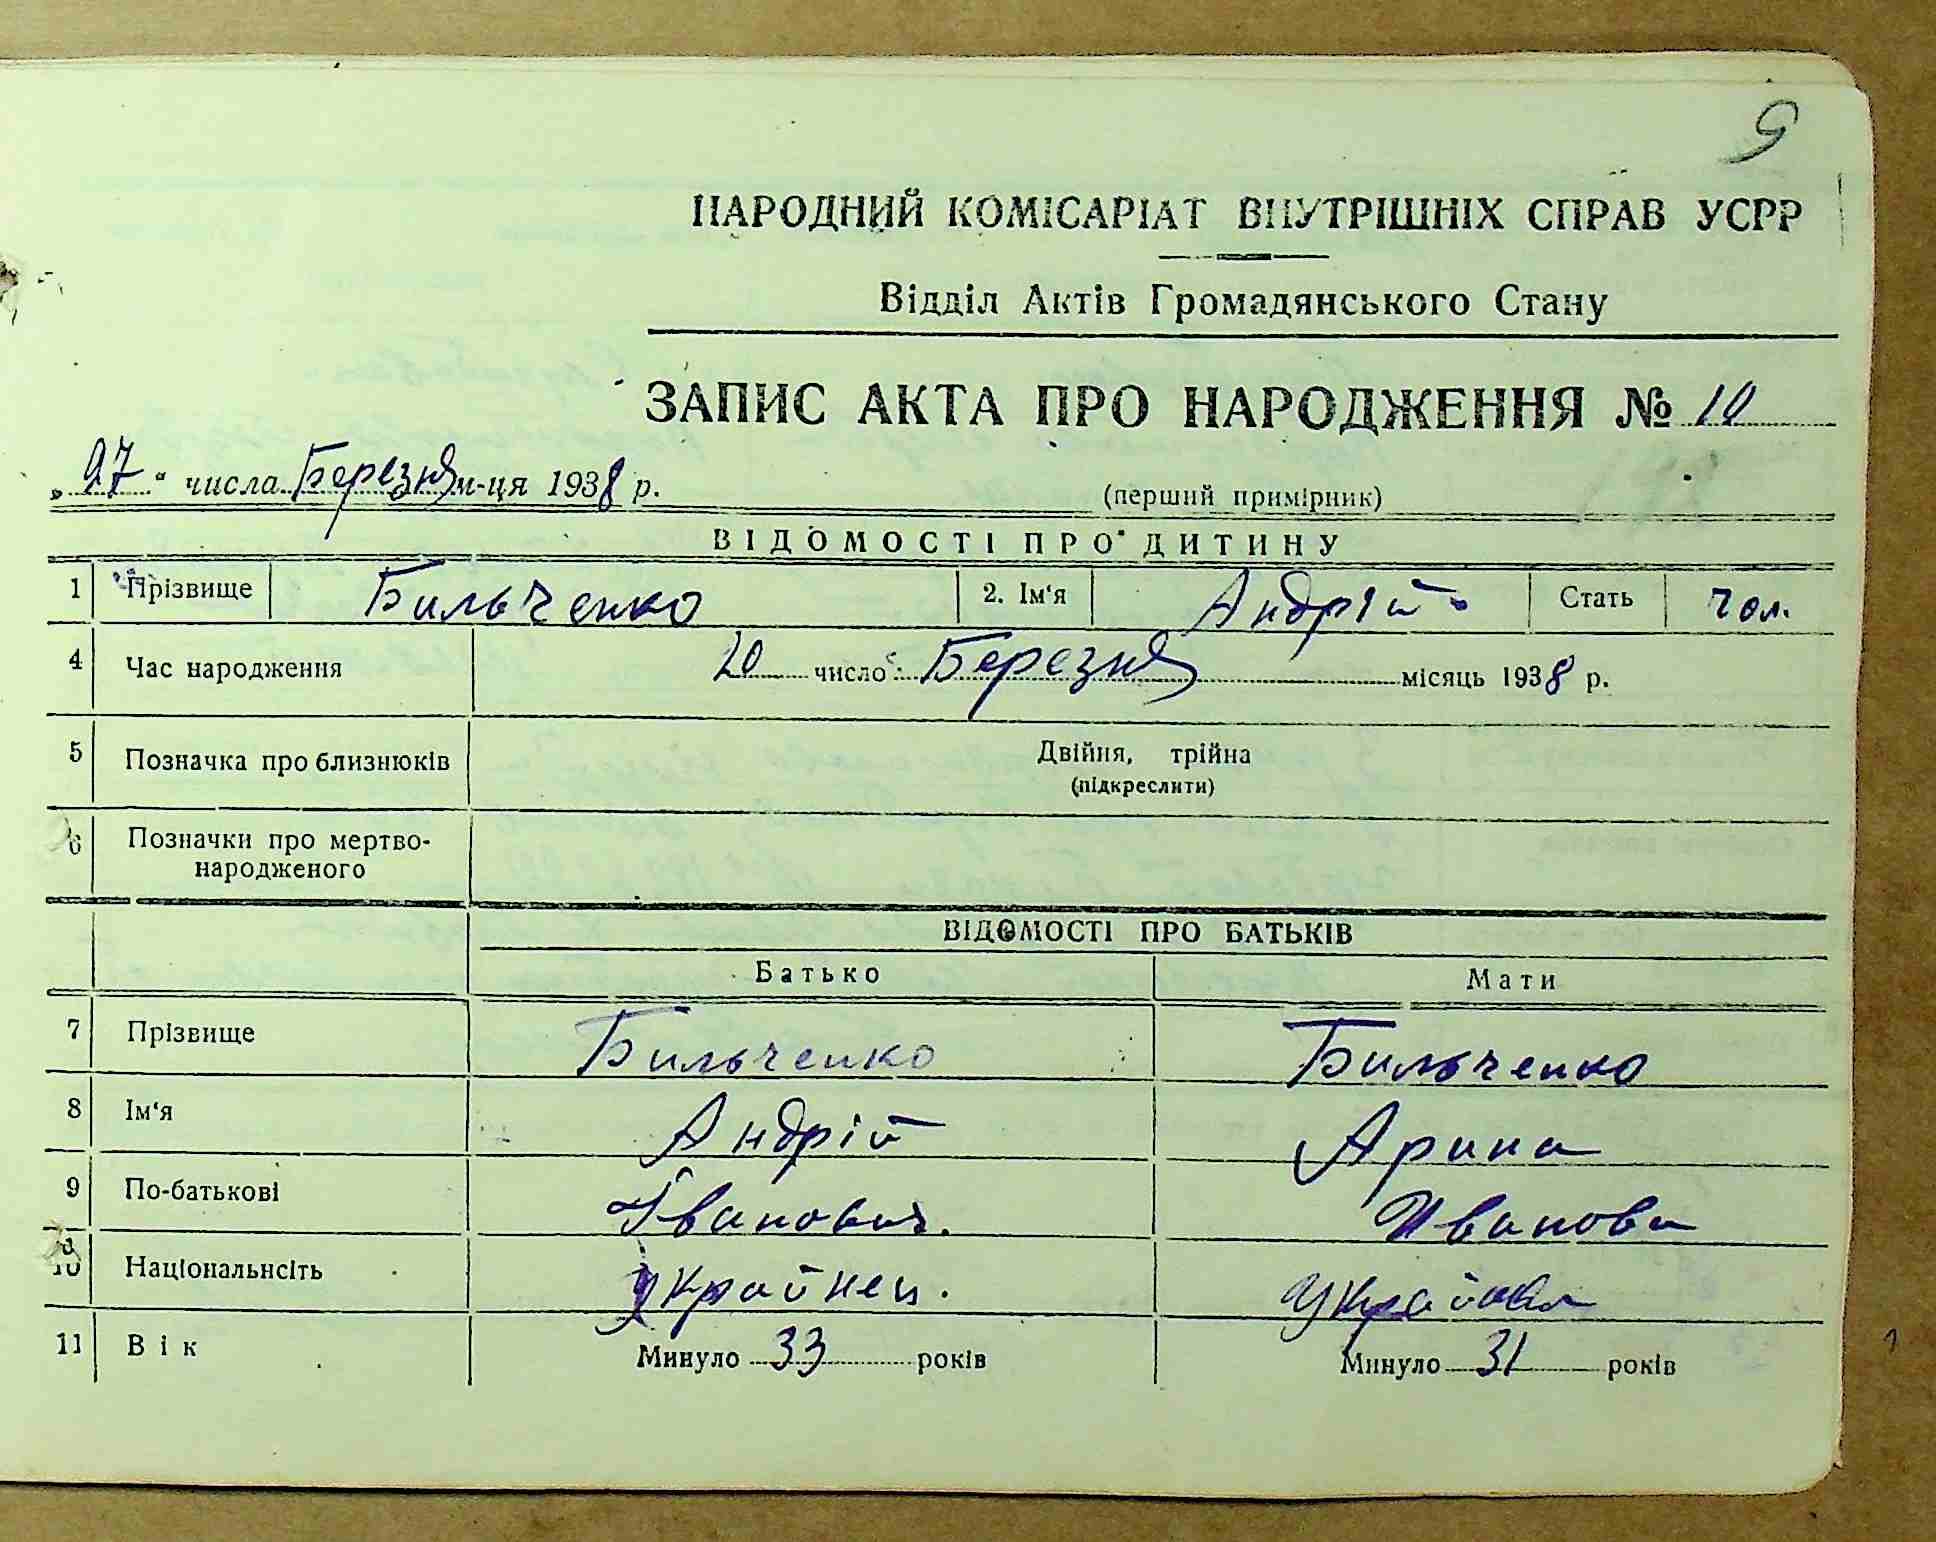 9
НАРОДНИЙ КОМІСАРІАТ ВНУТРІШНІХ СПРАВ УСРР
Відділ Актів Громадянського Стану
ЗАПИС АКТА ПРО НАРОДЖЕННЯ № 10
„27“ числа Березня м-ця 1938 р. (перший примірник)
ВІДОМОСТІ ПРО ДИТИНУ
1 Прізвище Бильченко 2. Ім'я Андрій Стать чол.
4 Час народження 20 число Березня місяць 1938 р.
5 Позначка про близнюків Двійня, трійна
(підкреслити)
6 Позначки про мертво-
народженого
ВІДОМОСТІ ПРО БАТЬКІВ
Батько Мати
7 Прізвище Бильченко Бильченко
8 Ім'я Андрій Арина
9 По-батькові Іванович. Ивановн
10 Національнсіть Украйнец.
11 Вік Минуло 33 років Минуло 31 років